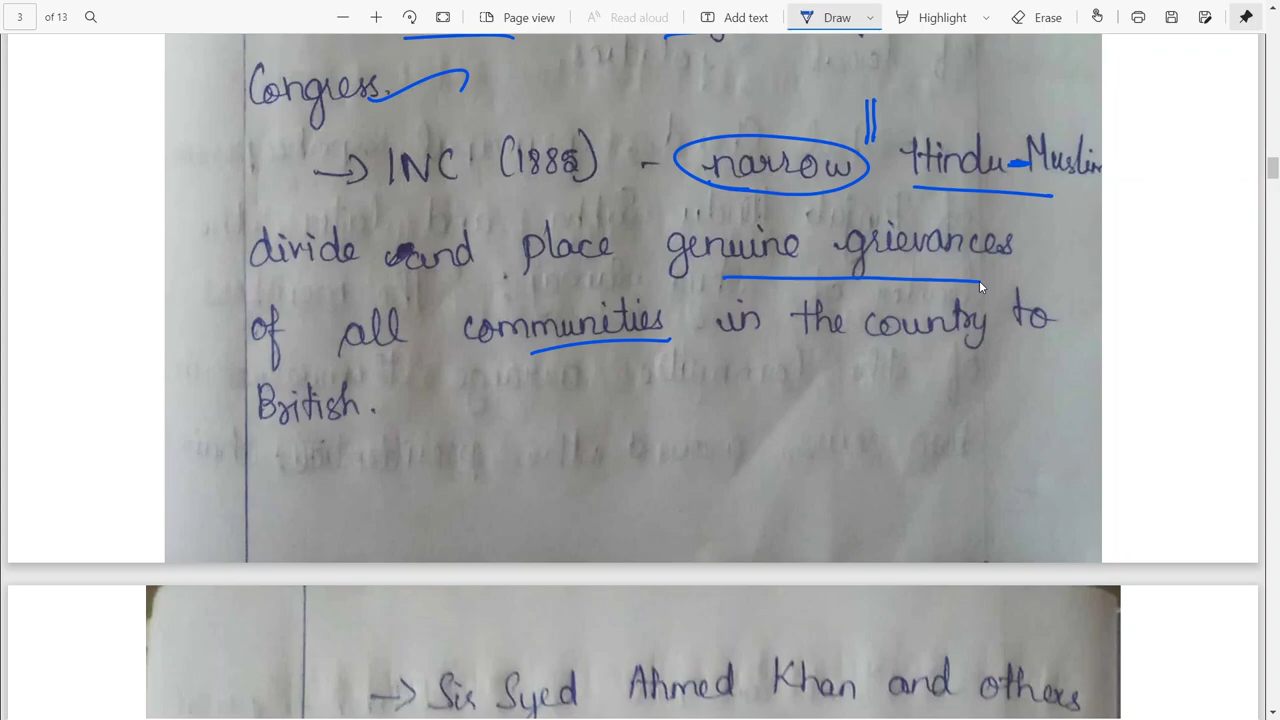 3 of 13 Page view Read aloud Add text Draw Highlight Erase
Congress.
→ INC (1885) - narrow Hindu-Muslim
divide and place genuine grievances
of all communities in the country to
British.
→ Sir Syed Ahmed Khan and others